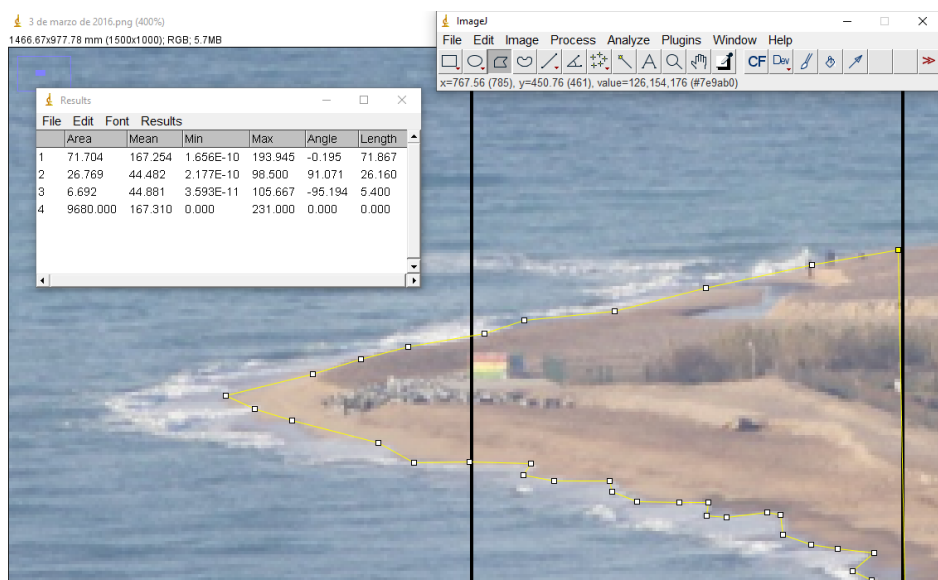 3 de marzo de 2016.png (400%)
1466.67x977.78 mm (1500x1000); RGB; 5.7MB
ImageJ
File Edit Image Process Analyze Plugins Window Help
A CF Dev
x=767.56 (785), y=450.76 (461), value=126,154,176 (#7e9ab0)
Results
File Edit Font Results
Area Mean Min Max Angle Length
1 71.704 167.254 1.656E-10 193.945 -0.195 71.867
2 26.769 44.482 2.177E-10 98.500 91.071 26.160
3 6.692 44.881 3.593E-11 105.667 -95.194 5.400
4 9680.000 167.310 0.000 231.000 0.000 0.000